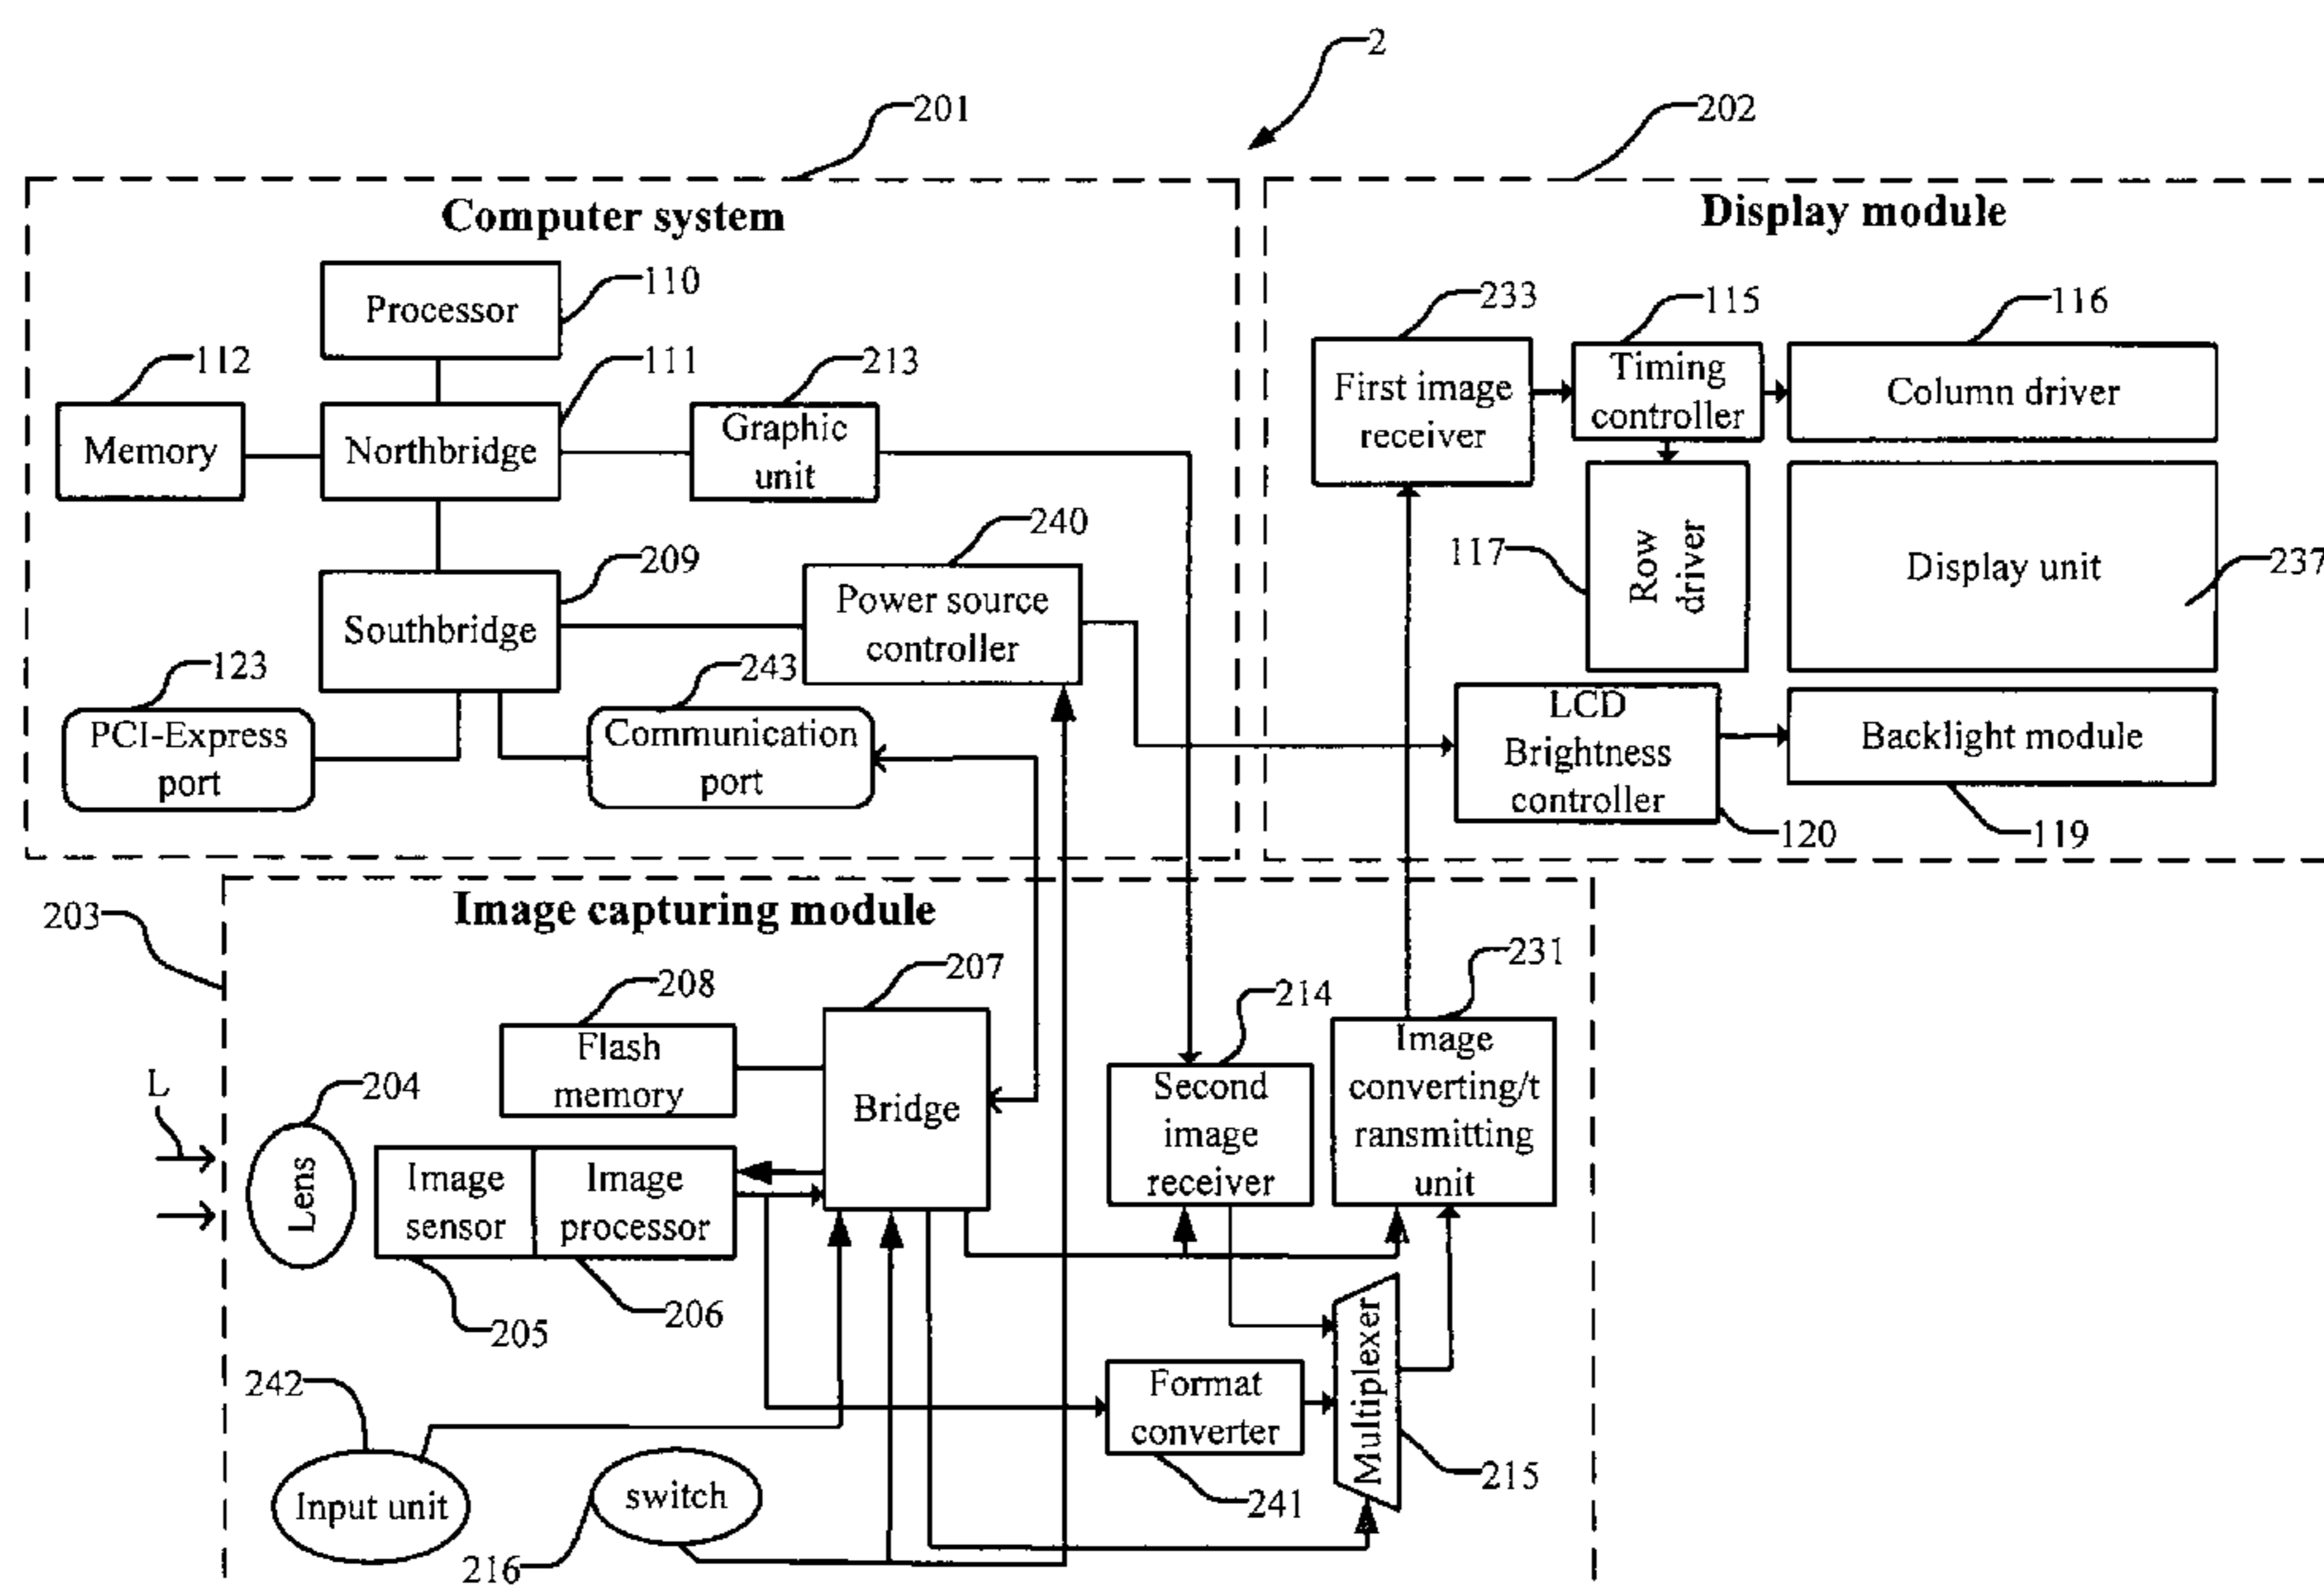 2
201
202
Computer system
Display module
Processor
110
112
111
213
233
115
116
Memory
Northbridge
Graphic
unit
First image
receiver
Timing
controller
Column driver
209
240
117
Row
driver
Display unit
237
Southbridge
Power source
controller
123
243
PCI-Express
port
Communication
port
LCD
Brightness
controller
Backlight module
120
119
203
Image capturing module
208
207
214
231
Flash
memory
Bridge
Second
image
receiver
Image
converting/t
ransmitting
unit
L
204
Lens
Image
sensor
Image
processor
205
206
242
Format
converter
Multiplexer
Input unit
switch
241
215
216